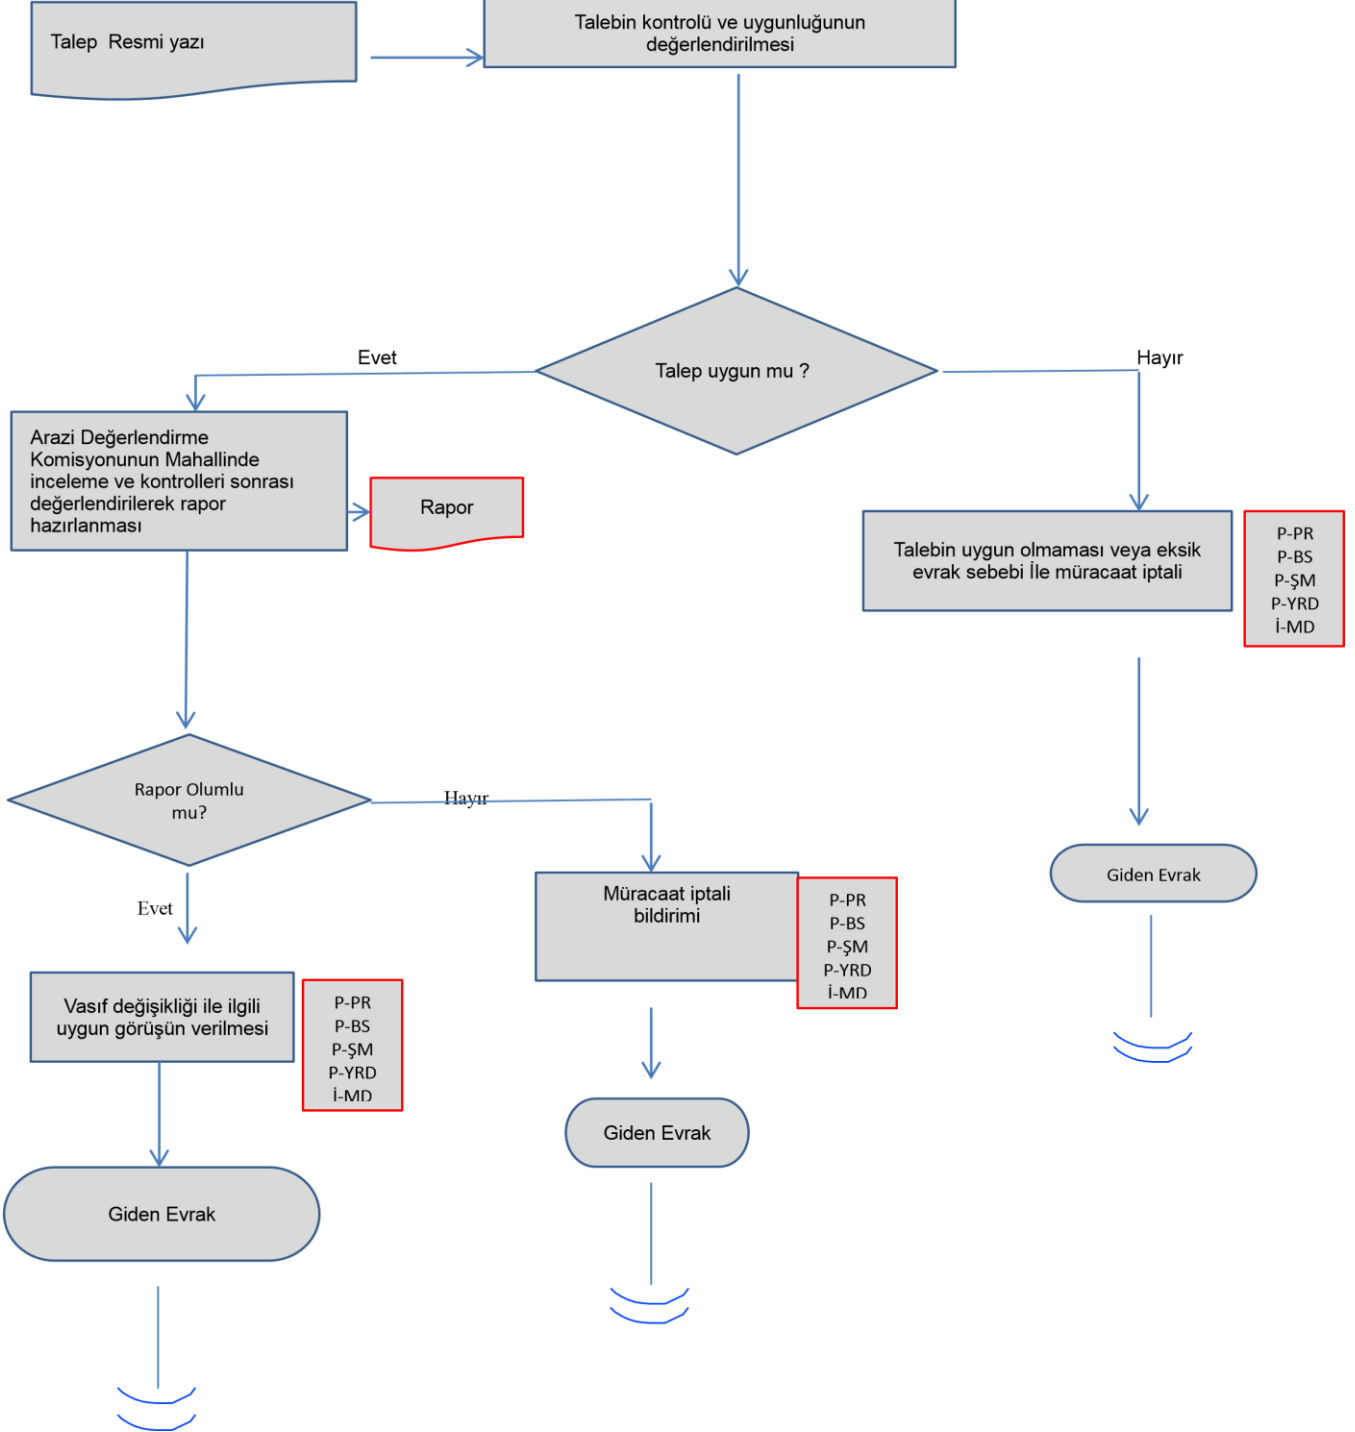 Talep  Resmi yazı
Talebin kontrolü ve uygunluğunun
değerlendirilmesi
Talep uygun mu ?
Evet
Hayır
Arazi Değerlendirme
Komisyonunun Mahallinde
inceleme ve kontrolleri sonrası
değerlendirilerek rapor
hazırlanması
Rapor
Talebin uygun olmaması veya eksik
evrak sebebi İle müracaat iptali
P-PR
P-BS
P-ŞM
P-YRD
İ-MD
Rapor Olumlu
mu?
Hayır
Evet
Müracaat iptali
bildirimi
P-PR
P-BS
P-ŞM
P-YRD
İ-MD
Giden Evrak
Vasıf değişikliği ile ilgili
uygun görüşün verilmesi
P-PR
P-BS
P-ŞM
P-YRD
İ-MD
Giden Evrak
Giden Evrak